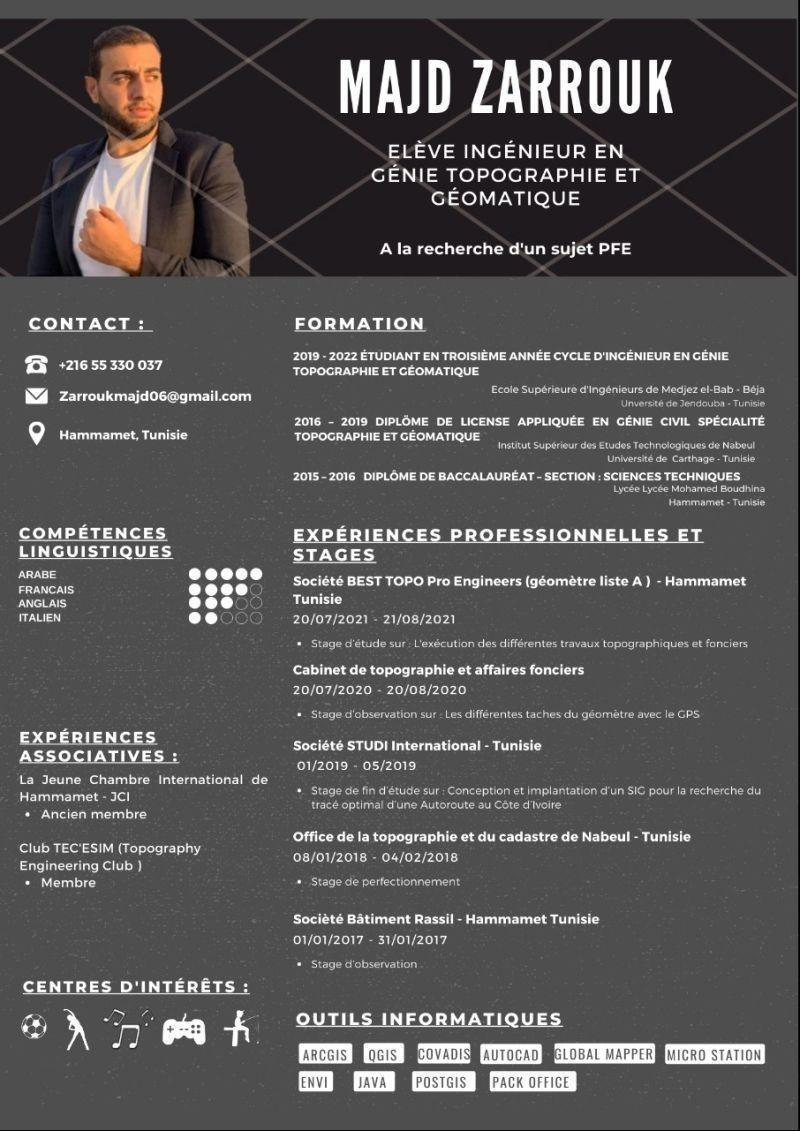 MAJD ZARROUK
ELÈVE INGÉNIEUR EN
GÉNIE TOPOGRAPHIE ET
GÉOMATIQUE
A la recherche d'un sujet PFE
CONTACT :
+216 55 330 037
Zarroukmajd06@gmail.com
Hammamet, Tunisie
FORMATION
2019 - 2022 ÉTUDIANT EN TROISIÈME ANNÉE CYCLE D'INGÉNIEUR EN GÉNIE
TOPOGRAPHIE ET GÉOMATIQUE
Ecole Supérieure d'Ingénieurs de Medjez el-Bab - Béja
Unversité de Jendouba - Tunisie
2016 – 2019 DIPLÔME DE LICENSE APPLIQUÉE EN GÉNIE CIVIL SPÉCIALITÉ
TOPOGRAPHIE ET GÉOMATIQUE
Institut Supérieur des Etudes Technologiques de Nabeul
Université de Carthage - Tunisie
2015 – 2016 DIPLÔME DE BACCALAURÉAT – SECTION : SCIENCES TECHNIQUES
Lycée Lycée Mohamed Boudhina
Hammamet - Tunisie
COMPÉTENCES
LINGUISTIQUES
ARABE
FRANCAIS
ANGLAIS
ITALIEN
EXPÉRIENCES
ASSOCIATIVES :
La Jeune Chambre International de
Hammamet - JCI
• Ancien membre
Club TEC'ESIM (Topography
Engineering Club )
• Membre
CENTRES D'INTÉRÊTS :
EXPÉRIENCES PROFESSIONNELLES ET
STAGES
Société BEST TOPO Pro Engineers (géomètre liste A ) - Hammamet
Tunisie
20/07/2021 - 21/08/2021
• Stage d'étude sur : L'exécution des différentes travaux topographiques et fonciers
Cabinet de topographie et affaires fonciers
20/07/2020 - 20/08/2020
• Stage d'observation sur : Les différentes taches du géomètre avec le GPS
Société STUDI International - Tunisie
01/2019 - 05/2019
• Stage de fin d'étude sur : Conception et implantation d'un SIG pour la recherche du
tracé optimal d'une Autoroute au Côte d'Ivoire
Office de la topographie et du cadastre de Nabeul - Tunisie
08/01/2018 - 04/02/2018
• Stage de perfectionnement
Socièté Bâtiment Rassil - Hammamet Tunisie
01/01/2017 - 31/01/2017
• Stage d'observation .
OUTILS INFORMATIQUES
ARCGIS QGIS COVADIS AUTOCAD GLOBAL MAPPER MICRO STATION
ENVI JAVA POSTGIS PACK OFFICE